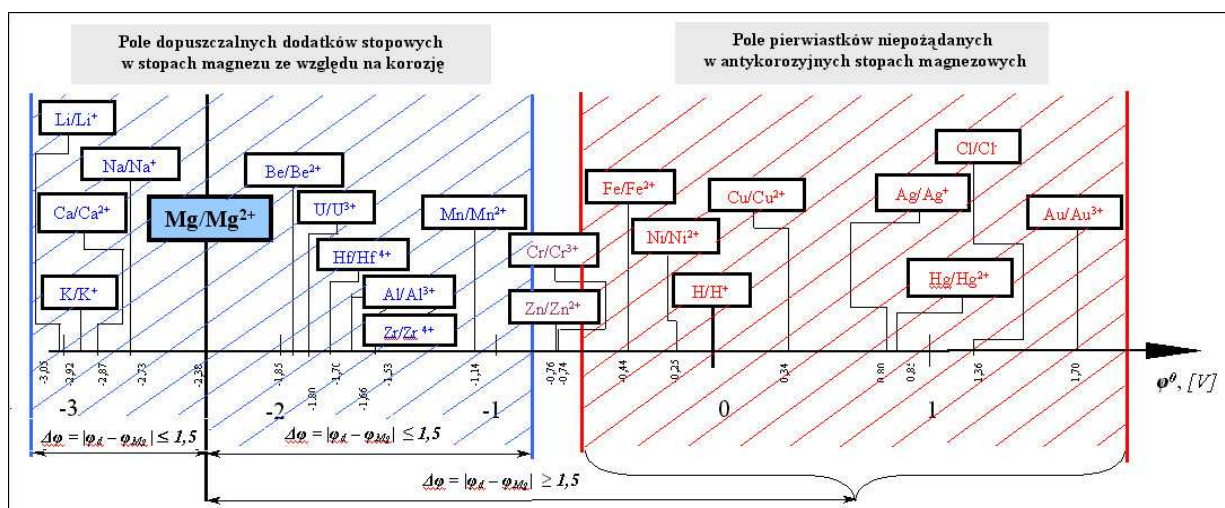 Pole dopuszczalnych dodatków stopowych
w stopach magnezu ze względu na korozję
Pole pierwiastków niepożądanych
w antykorozyjnych stopach magnezowych
Li/Li⁺
Na/Na⁺
Ca/Ca²⁺
K/K⁺
Mg/Mg²⁺
Be/Be²⁺
U/U³⁺
Hf/Hf⁴⁺
Al/Al³⁺
Zr/Zr⁴⁺
Mn/Mn²⁺
Cr/Cr³⁺
Zn/Zn²⁺
Fe/Fe²⁺
Ni/Ni²⁺
H/H⁺
Cu/Cu²⁺
Ag/Ag⁺
Cl/Cl⁻
Hg/Hg²⁺
Au/Au³⁺
-3,05
-2,92
-2,87
-2,73
-2,38
-1,85
-1,80
-1,70
-1,66
-1,53
-1,14
-0,76
-0,74
-0,44
-0,25
0,34
0,80
0,85
1,36
1,70
φᶿ, [V]
-3
-2
-1
0
1
Δφ = |φd – φMg| ≤ 1,5
Δφ = |φd – φMg| ≤ 1,5
Δφ = |φd – φMg| ≥ 1,5